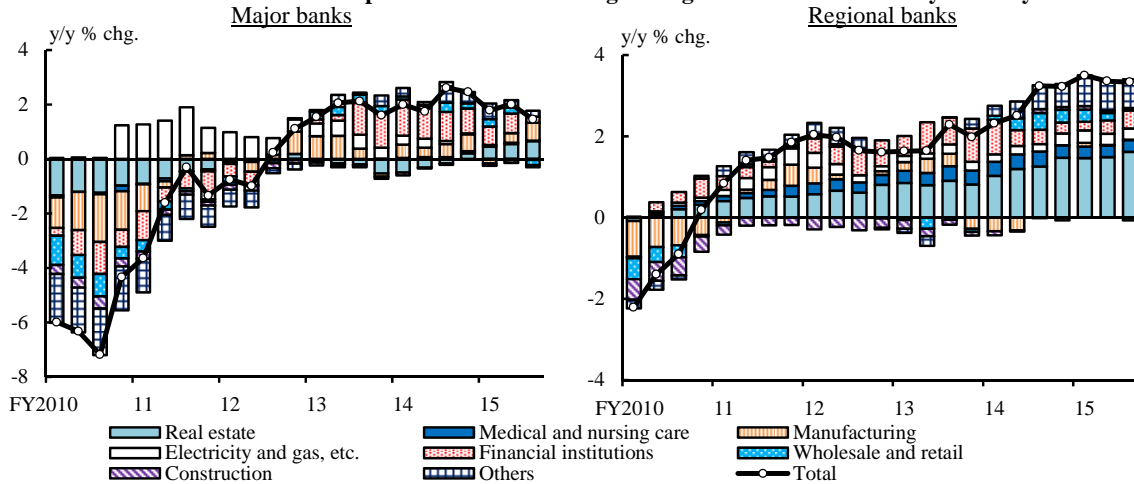 Major banks
Regional banks
y/y % chg.
y/y % chg.
4
2
0
-2
-4
-6
-8
FY2010 11 12 13 14 15
4
2
0
-2
-4
FY2010 11 12 13 14 15
Real estate
Medical and nursing care
Manufacturing
Electricity and gas, etc.
Financial institutions
Wholesale and retail
Construction
Others
Total